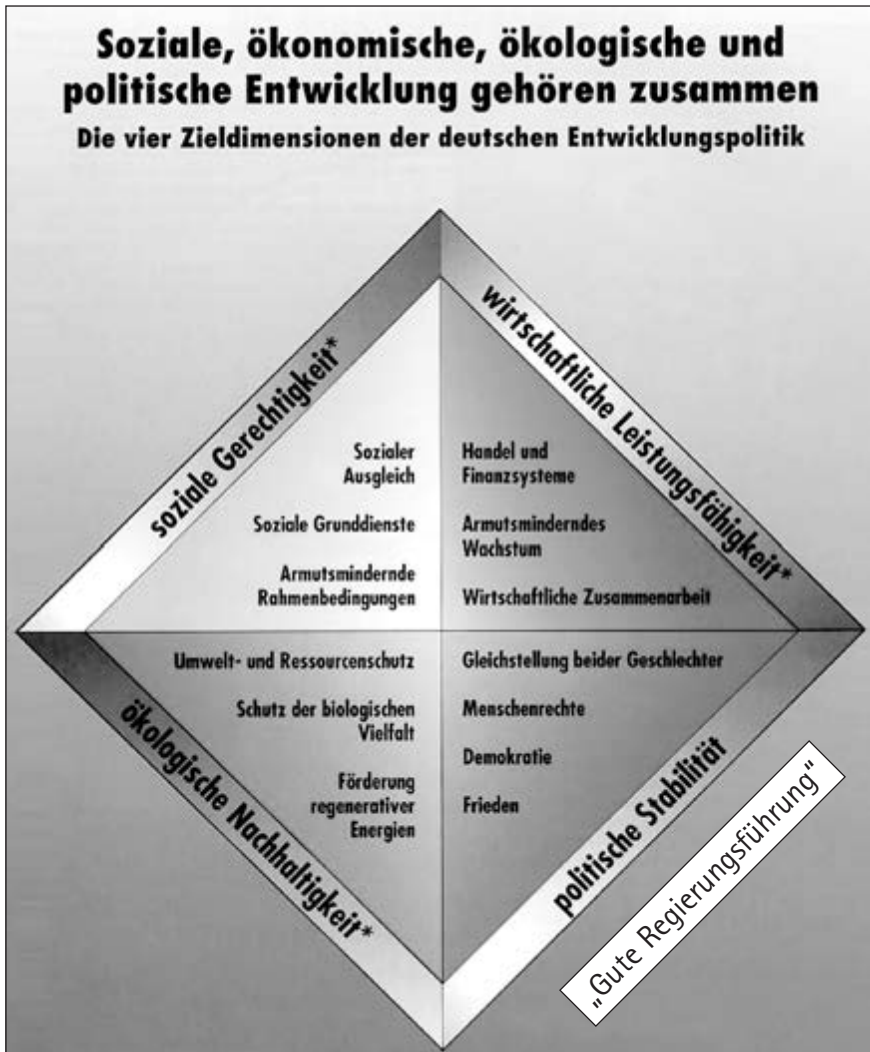 Soziale, ökonomische, ökologische und
politische Entwicklung gehören zusammen
Die vier Zieldimensionen der deutschen Entwicklungspolitik
soziale Gerechtigkeit*
wirtschaftliche Leistungsfähigkeit*
Sozialer
Ausgleich
Soziale Grunddienste
Armutsmindernde
Rahmenbedingungen
Handel und
Finanzsysteme
Armutsminderndes
Wachstum
Wirtschaftliche Zusammenarbeit
Umwelt- und Ressourcenschutz
Schutz der biologischen
Vielfalt
Förderung
regenerativer
Energien
Gleichstellung beider Geschlechter
Menschenrechte
Demokratie
Frieden
ökologische Nachhaltigkeit*
politische Stabilität
„Gute Regierungsführung“